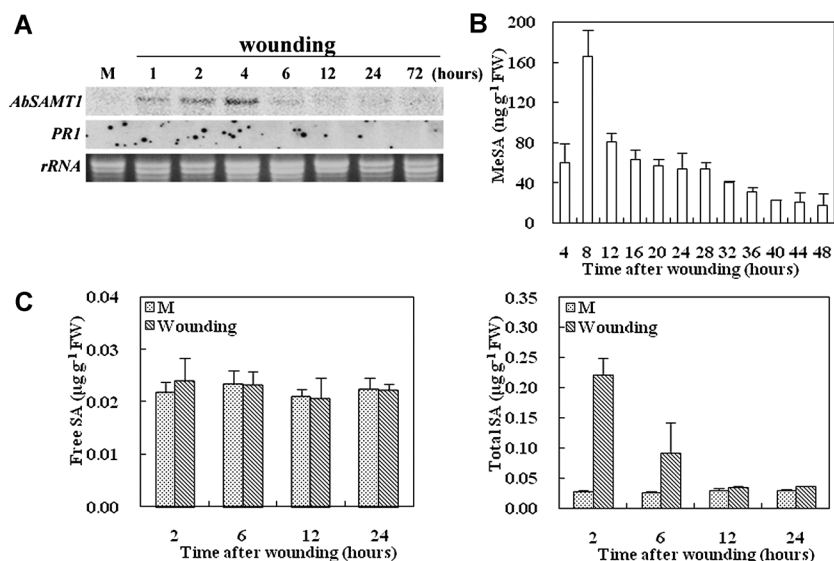 A
wounding
M 1 2 4 6 12 24 72 (hours)
AbSAMT1
PR1
rRNA
B
MeSA (ng g-1 FW)
200
160
120
80
40
0
4 8 12 16 20 24 28 32 36 40 44 48
Time after wounding (hours)
C
Free SA (µg g-1 FW)
0.04
0.03
0.02
0.01
0.00
M
Wounding
2 6 12 24
Time after wounding (hours)
Total SA (µg g-1 FW)
0.35
0.30
0.25
0.20
0.15
0.10
0.05
0.00
M
Wounding
2 6 12 24
Time after wounding (hours)